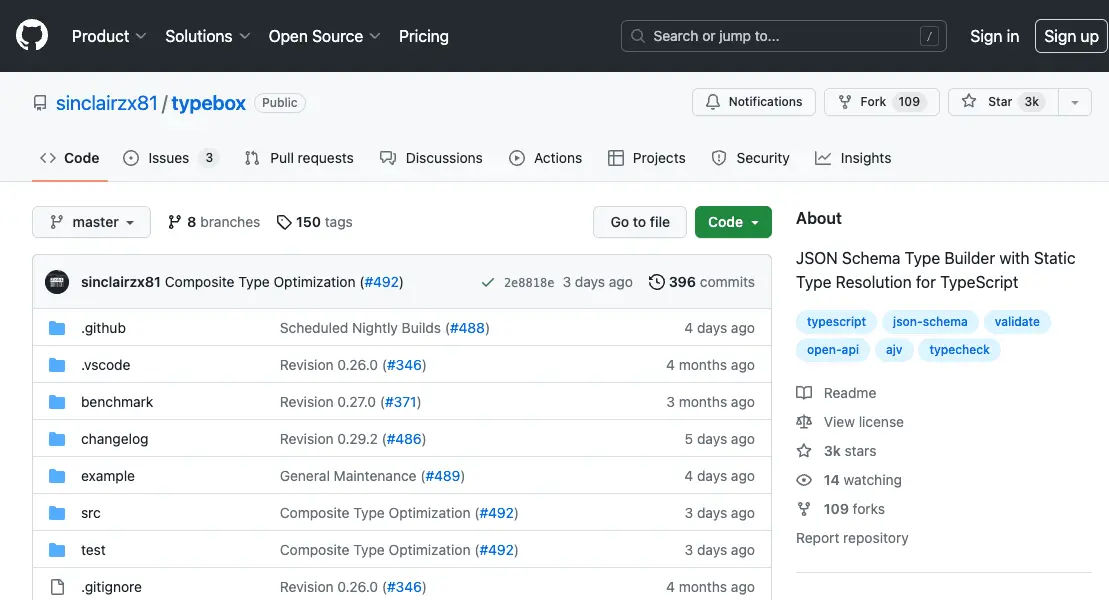 Product Solutions Open Source Pricing Search or jump to... / Sign in Sign up
sinclairzx81 / typebox Public Notifications Fork 109 Star 3k
Code Issues 3 Pull requests Discussions Actions Projects Security Insights
master 8 branches 150 tags Go to file Code
sinclairzx81 Composite Type Optimization (#492) 2e8818e 3 days ago 396 commits
.github Scheduled Nightly Builds (#488) 4 days ago
.vscode Revision 0.26.0 (#346) 4 months ago
benchmark Revision 0.27.0 (#371) 3 months ago
changelog Revision 0.29.2 (#486) 5 days ago
example General Maintenance (#489) 4 days ago
src Composite Type Optimization (#492) 3 days ago
test Composite Type Optimization (#492) 3 days ago
.gitignore Revision 0.26.0 (#346) 4 months ago
About
JSON Schema Type Builder with Static
Type Resolution for TypeScript
typescript json-schema validate
open-api ajv typecheck
Readme
View license
3k stars
14 watching
109 forks
Report repository